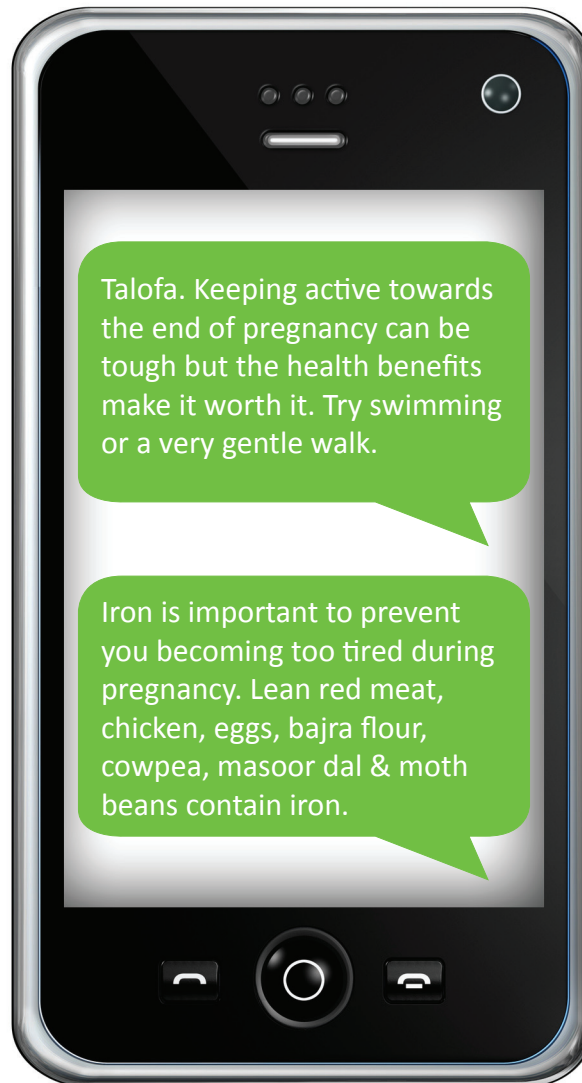 Talofa. Keeping active towards
the end of pregnancy can be
tough but the health benefits
make it worth it. Try swimming
or a very gentle walk.
Iron is important to prevent
you becoming too tired during
pregnancy. Lean red meat,
chicken, eggs, bajra flour,
cowpea, masoor dal & moth
beans contain iron.